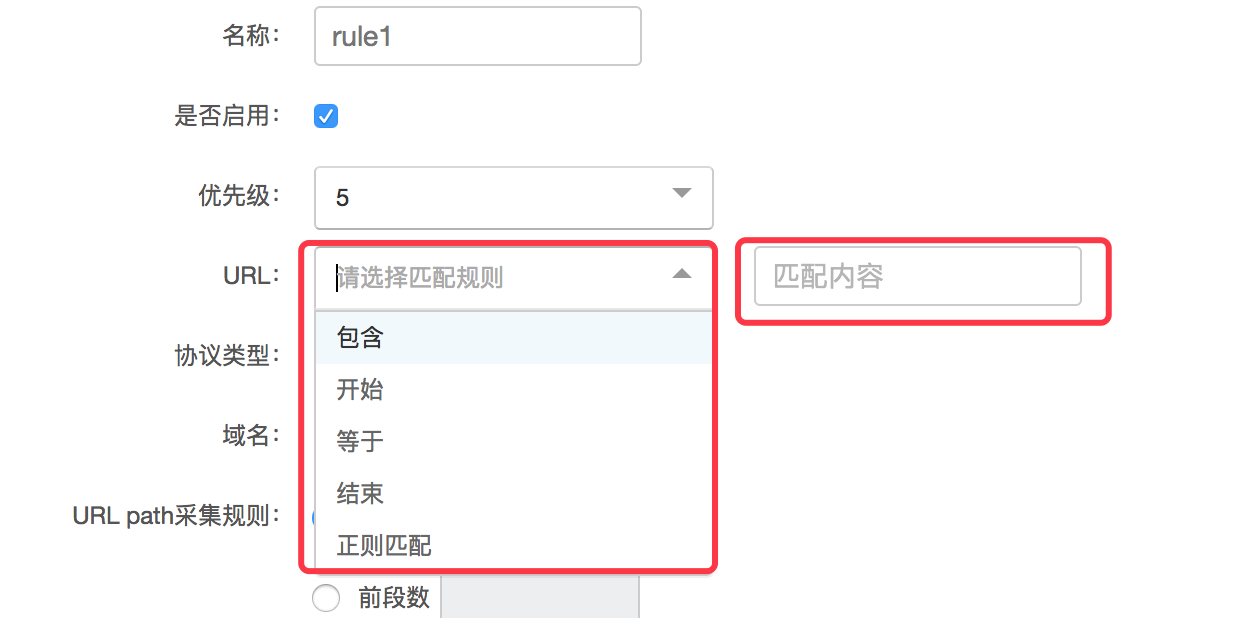 名称： rule1
是否启用：
优先级： 5
URL： 请选择匹配规则 匹配内容
包含
协议类型：
开始
域名：
等于
结束
URL path采集规则：
正则匹配
前段数